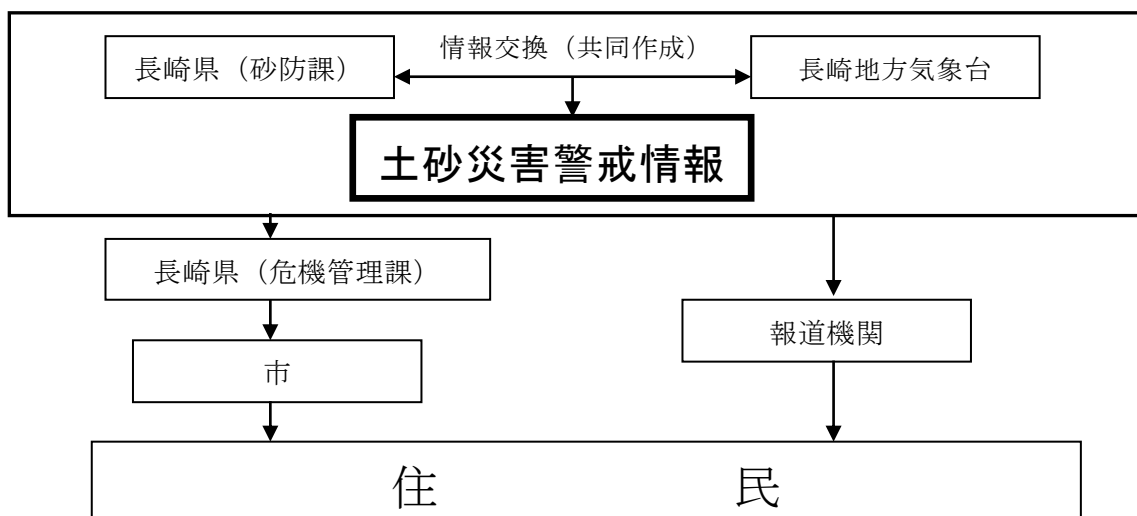 情報交換（共同作成）
長崎県（砂防課）
長崎地方気象台
土砂災害警戒情報
長崎県（危機管理課）
報道機関
市
住民